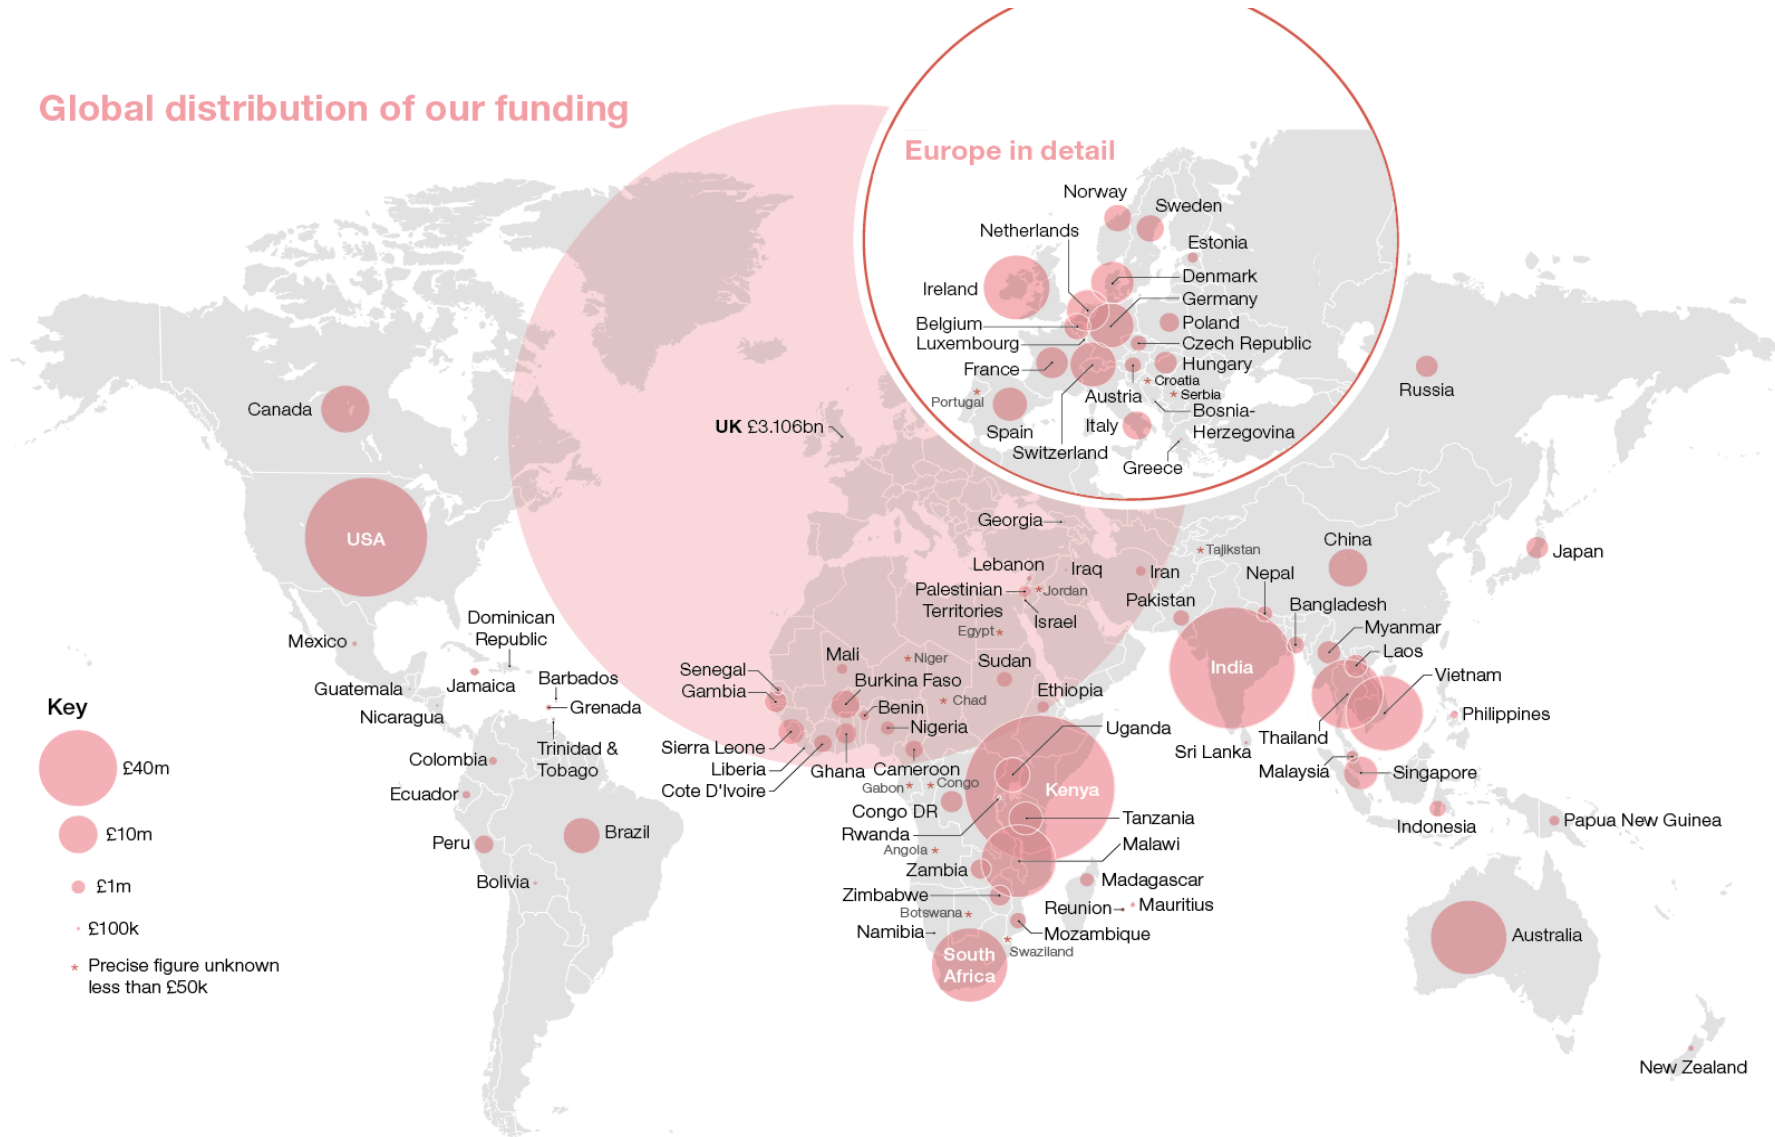 Global distribution of our funding
Europe in detail
Norway
Sweden
Netherlands
Estonia
Denmark
Ireland
Germany
Belgium
Poland
Luxembourg
Czech Republic
France
Hungary
Croatia
Serbia
Portugal
Austria
Bosnia-
Herzegovina
Spain
Italy
Switzerland
Greece
Russia
Canada
UK £3.106bn
USA
Georgia
Tajikstan
China
Japan
Lebanon
Iraq
Iran
Nepal
Palestinian
Territories
Jordan
Israel
Pakistan
Bangladesh
Egypt
Myanmar
Laos
Mexico
Dominican
Republic
Jamaica
Barbados
Guatemala
Grenada
Nicaragua
Trinidad &
Tobago
Mali
Niger
Sudan
Senegal
Gambia
Burkina Faso
Chad
Ethiopia
Benin
Nigeria
Uganda
India
Vietnam
Philippines
Sri Lanka
Thailand
Malaysia
Singapore
Sierra Leone
Liberia
Cote D'Ivoire
Ghana
Cameroon
Gabon
Congo
Kenya
Congo DR
Rwanda
Tanzania
Angola
Malawi
Indonesia
Papua New Guinea
Colombia
Ecuador
Peru
Brazil
Bolivia
Zambia
Zimbabwe
Madagascar
Botswana
Reunion
Mauritius
Namibia
Mozambique
Swaziland
South
Africa
Australia
New Zealand
Key
£40m
£10m
£1m
£100k
* Precise figure unknown
less than £50k